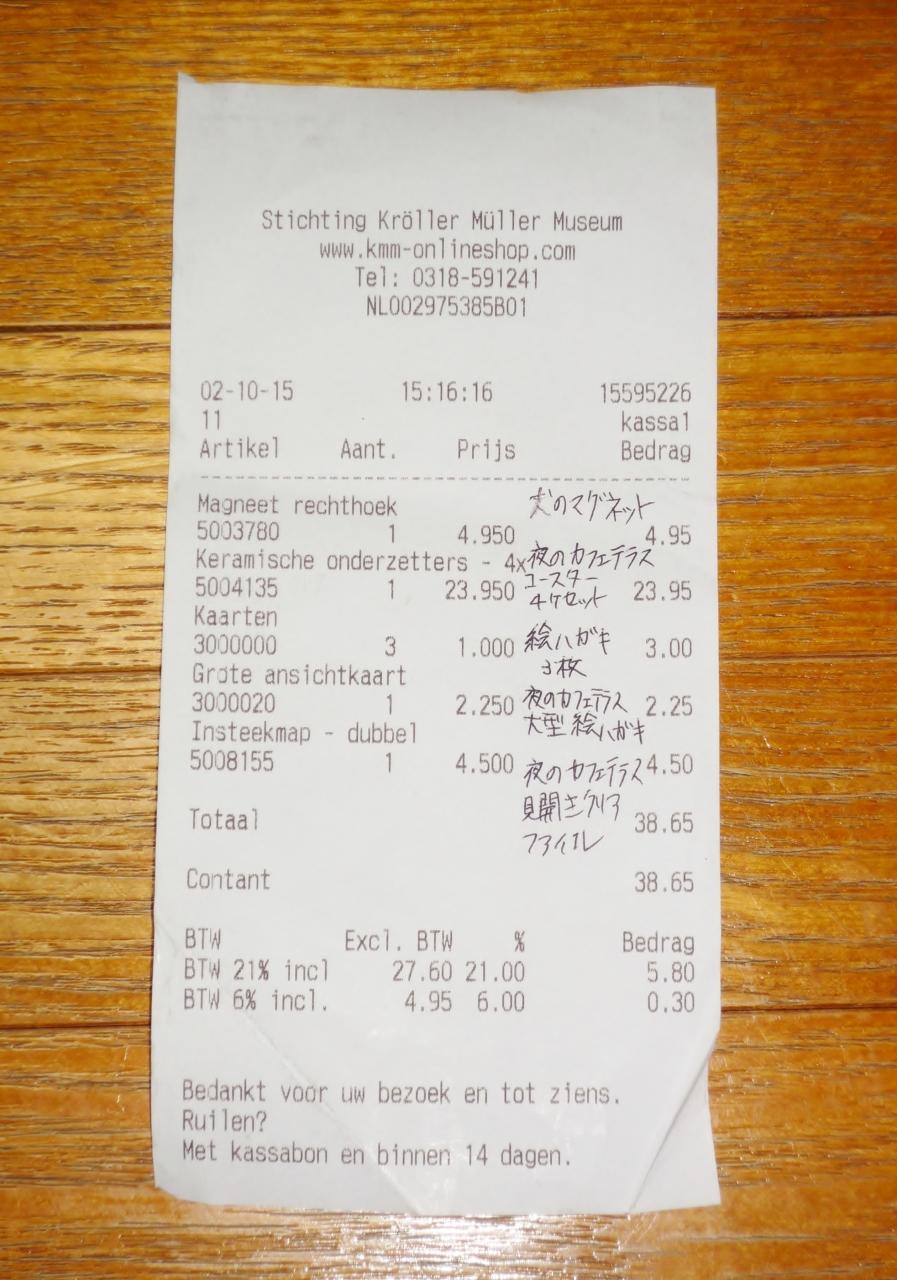 Stichting Kröller Müller Museum
www.kmm-onlineshop.com
Tel: 0318-591241
NL002975385B01
02-10-15 15:16:16 15595226
11 kassa1
Artikel Aant. Prijs Bedrag
Magneet rechthoek 犬のマグネット
5003780 1 4.950 4.95
Keramische onderzetters - 4x 夜のカフェテラス
コースター
5004135 1 23.950 4ケセット 23.95
Kaarten
3000000 3 1.000 絵ハガキ 3.00
3枚
Grote ansichtkaart
3000020 1 2.250 夜のカフェテラス 2.25
Insteekmap - dubbel 大型絵ハガキ
5008155 1 4.500 夜のカフェテラス 4.50
見開きクリア
Totaal 38.65
ファイル
Contant 38.65
BTW Excl. BTW % Bedrag
BTW 21% incl 27.60 21.00 5.80
BTW 6% incl. 4.95 6.00 0.30
Bedankt voor uw bezoek en tot ziens.
Ruilen?
Met kassabon en binnen 14 dagen.